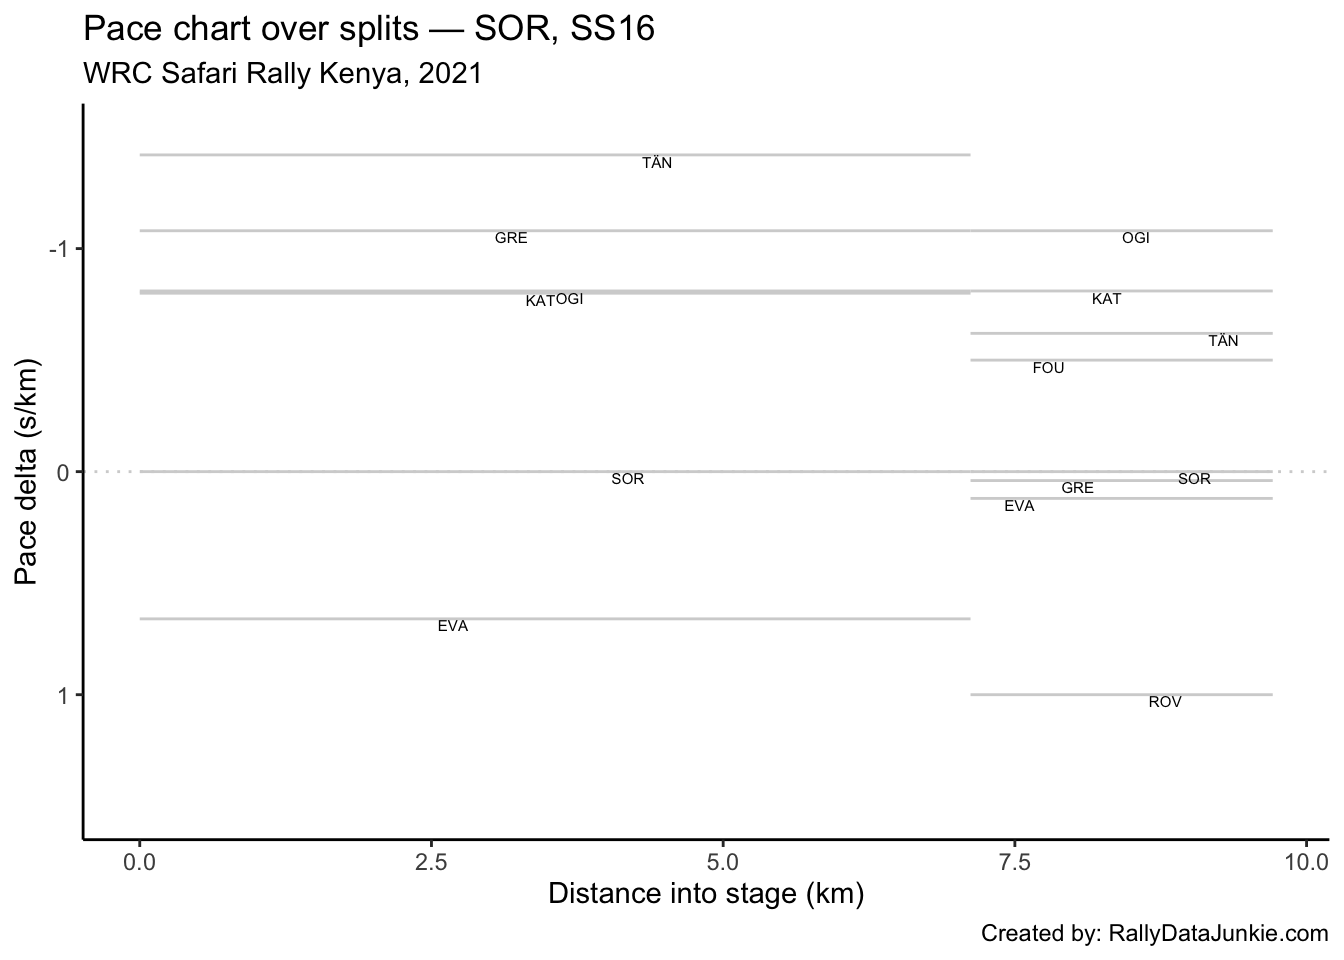 Pace chart over splits — SOR, SS16
WRC Safari Rally Kenya, 2021
Pace delta (s/km)
-1
0
1
TÄN
GRE
OGI
KAT
OGI
KAT
TÄN
FOU
SOR
SOR
GRE
EVA
EVA
ROV
0.0 2.5 5.0 7.5 10.0
Distance into stage (km)
Created by: RallyDataJunkie.com